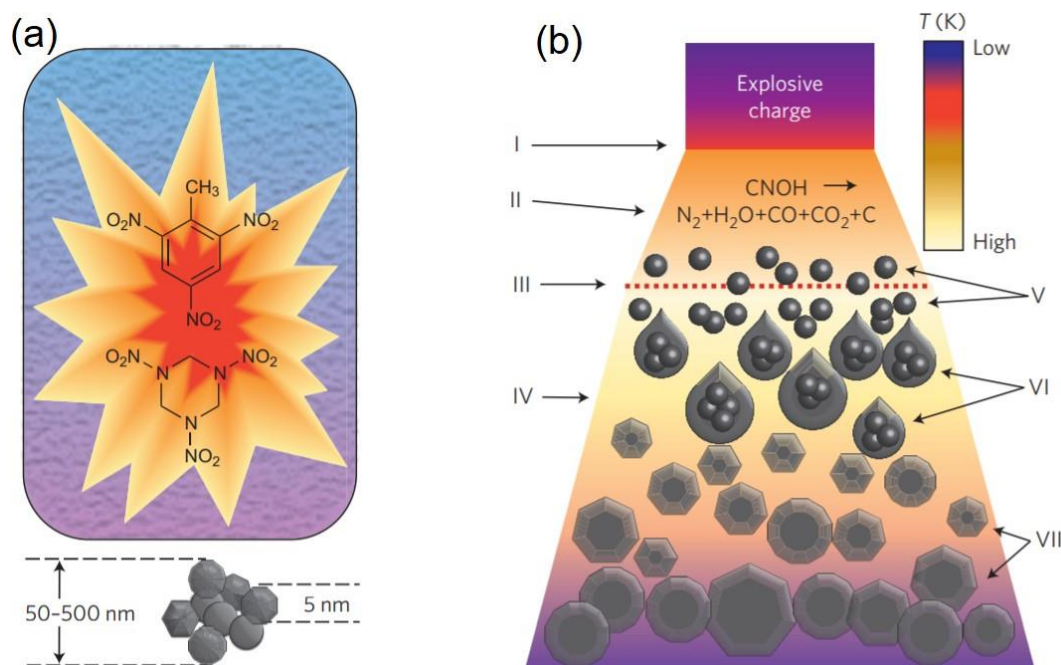 (a)
CH₃
O₂N
NO₂
NO₂
O₂N
NO₂
N
N
N
NO₂
50–500 nm
5 nm
(b)
T (K)
Low
High
Explosive
charge
I
II
CNOH →
N₂+H₂O+CO+CO₂+C
III
IV
V
VI
VII